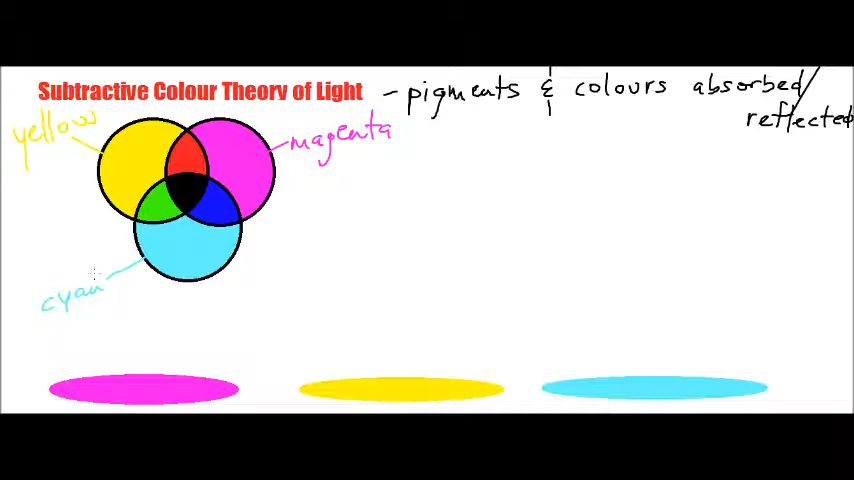 Subtractive Colour Theory of Light - pigments & colours absorbed/
reflected
yellow
magenta
cyan